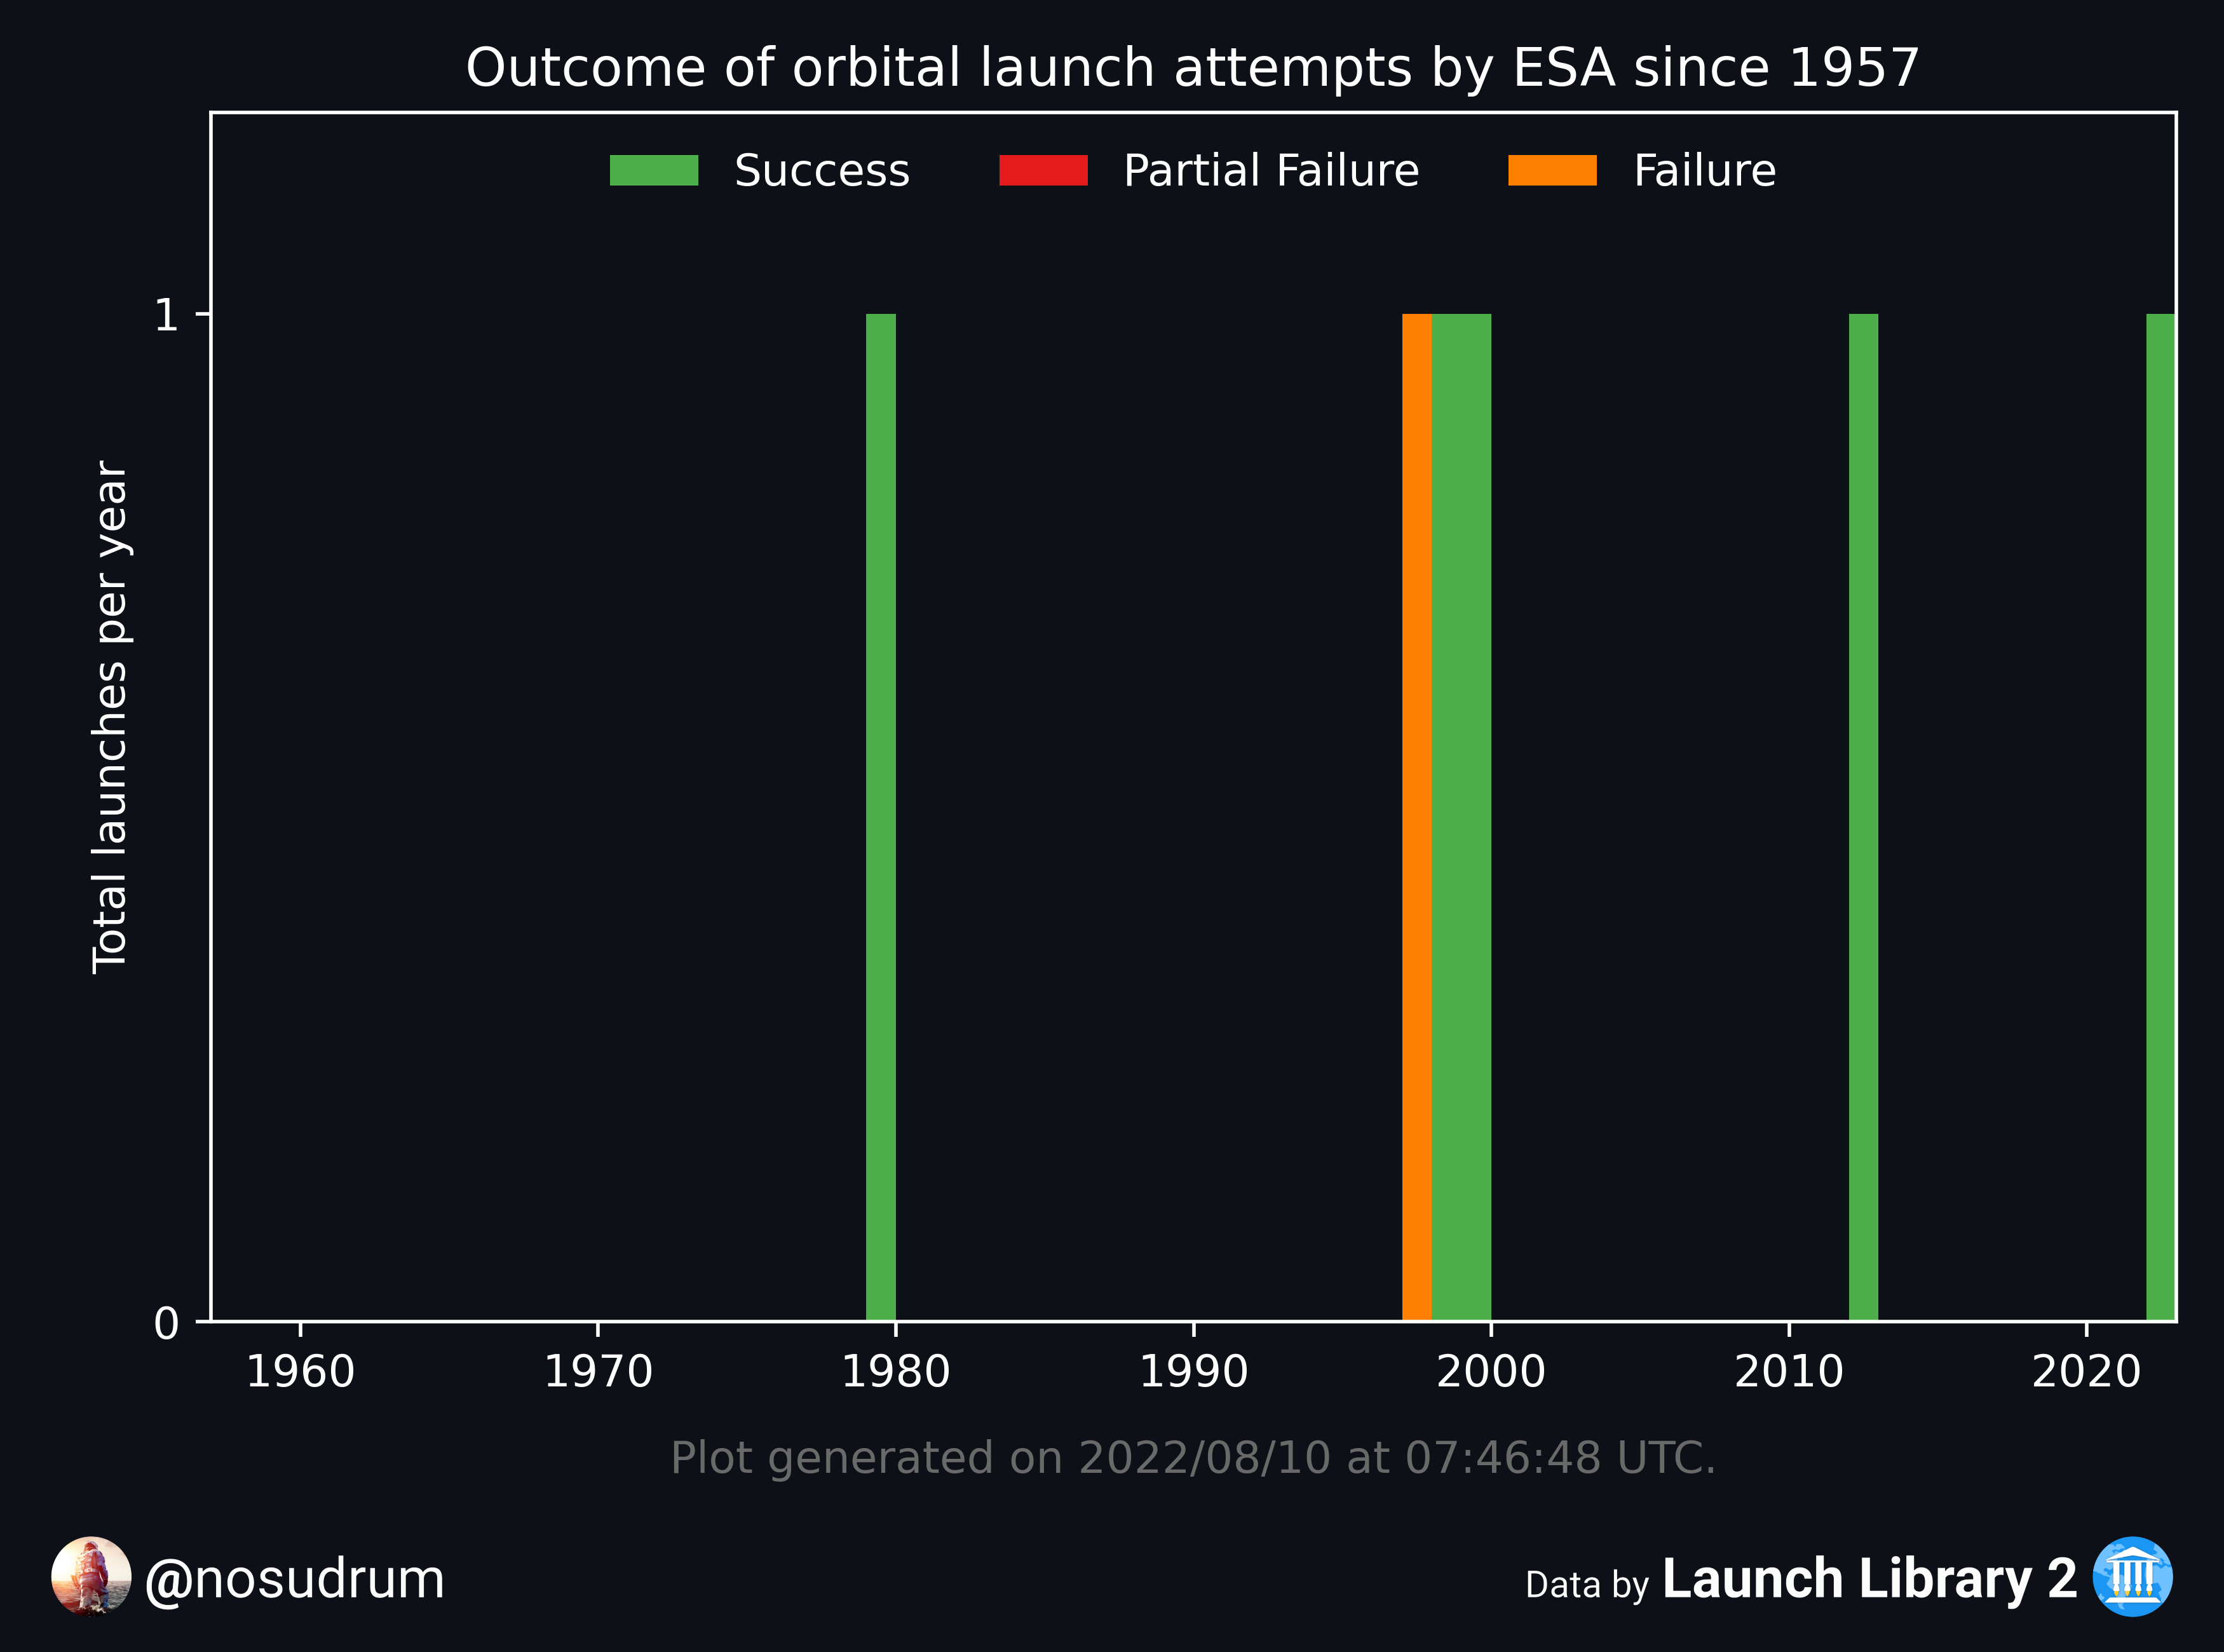 Outcome of orbital launch attempts by ESA since 1957
Success Partial Failure Failure
Total launches per year
1
0
1960 1970 1980 1990 2000 2010 2020
Plot generated on 2022/08/10 at 07:46:48 UTC.
@nosudrum
Data by Launch Library 2